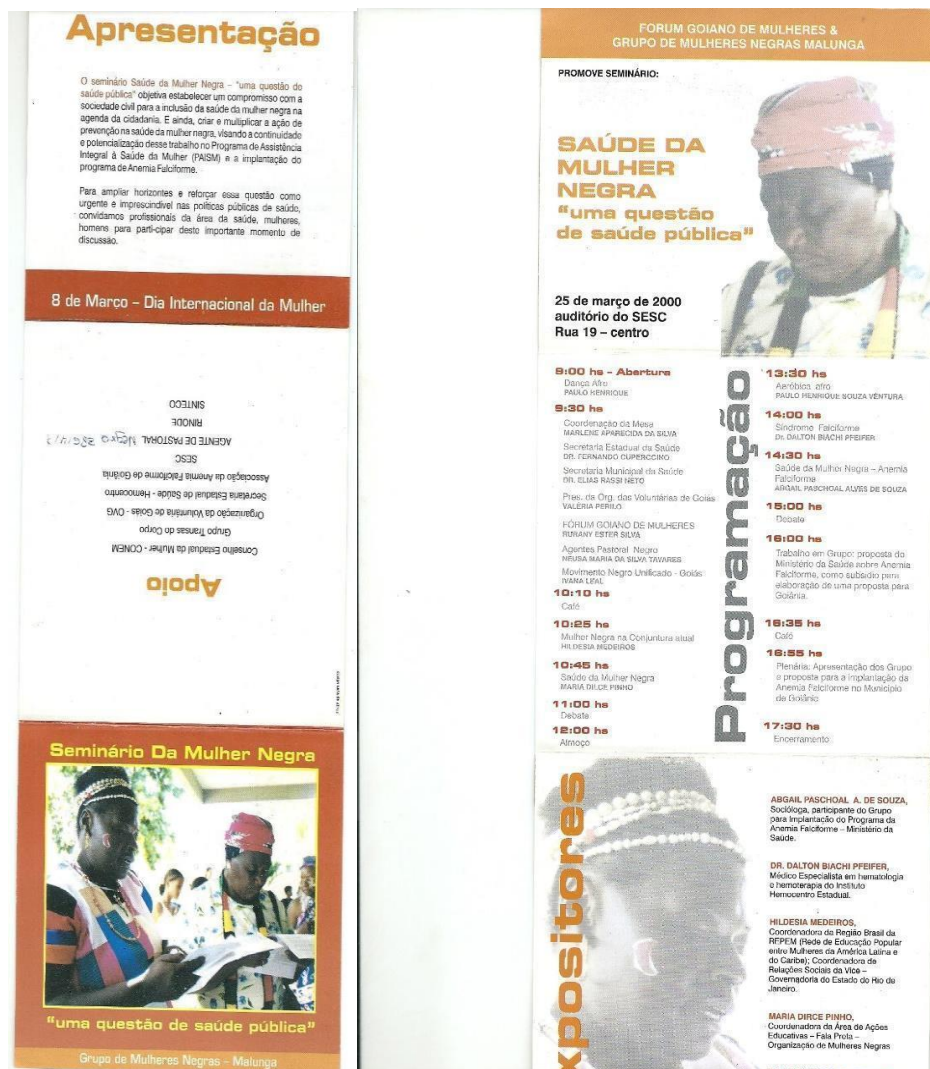 Apresentação
O seminário Saúde da Mulher Negra – "uma questão de
saúde pública" objetiva estabelecer um compromisso com a
sociedade civil para a inclusão da saúde da mulher negra na
agenda da cidadania. E ainda, criar e multiplicar a ação de
prevenção na saúde da mulher negra, visando a continuidade
e potencialização desse trabalho no Programa de Assistência
Integral à Saúde da Mulher (PAISM) e a implantação do
programa de Anemia Falciforme.
Para ampliar horizontes e reforçar essa questão como
urgente e imprescindível nas políticas públicas de saúde,
convidamos profissionais da área da saúde, mulheres,
homens para parti-cipar deste importante momento de
discussão.
8 de Março – Dia Internacional da Mulher
Apoio
Conselho Estadual da Mulher - CONEM
Grupo Transas do Corpo
Organização da Voluntária de Goiás - OVG
Secretaria Estadual de Saúde - Hemocentro
Associação da Anemia Falciforme de Goiânia
SESC
AGENTE DE PASTORAL Negra
RINODE
SINTECO
Seminário Da Mulher Negra
"uma questão de saúde pública"
Grupo de Mulheres Negras – Malunga
FORUM GOIANO DE MULHERES &
GRUPO DE MULHERES NEGRAS MALUNGA
PROMOVE SEMINÁRIO:
SAÚDE DA
MULHER
NEGRA
"uma questão
de saúde pública"
25 de março de 2000
auditório do SESC
Rua 19 – centro
Programação
9:00 hs - Abertura
Dança Afro
PAULO HENRIQUE
9:30 hs
Coordenação da Mesa
MARLENE APARECIDA DA SILVA
Secretaria Estadual da Saúde
DR. FERNANDO CUPERCCINO
Secretaria Municipal da Saúde
DR. ELIAS RASSI NETO
Pres. da Org. das Voluntárias de Goiás
VALÉRIA PERILO
FÓRUM GOIANO DE MULHERES
RURANY ESTER SILVA
Agentes Pastoral Negro
NEUSA MARIA DA SILVA TAVARES
Movimento Negro Unificado - Goiás
IVANA LEAL
10:10 hs
Café
10:25 hs
Mulher Negra na Conjuntura atual
HILDESIA MEDEIROS
10:45 hs
Saúde da Mulher Negra
MARIA DIRCE PINHO
11:00 hs
Debate
12:00 hs
Almoço
13:30 hs
Aeróbica afro
PAULO HENRIQUE SOUZA VENTURA
14:00 hs
Síndrome Falciforme
Dr. DALTON BIACHI PFEIFER
14:30 hs
Saúde da Mulher Negra – Anemia
Falciforme
ABGAIL PASCHOAL ALVES DE SOUZA
15:00 hs
Debate
16:00 hs
Trabalho em Grupo: proposta do
Ministério da Saúde sobre Anemia
Falciforme, como subsídio para
elaboração de uma proposta para
Goiânia.
16:35 hs
Café
16:55 hs
Plenária: Apresentação dos Grupo
e proposta para a implantação da
Anemia Falciforme no Município
de Goiânio
17:30 hs
Encerramento
xpositores
ABGAIL PASCHOAL A. DE SOUZA,
Socióloga, participante do Grupo
para Implantação do Programa da
Anemia Falciforme – Ministério da
Saúde.
DR. DALTON BIACHI PFEIFER,
Médico Especialista em hematologia
e hemoterapia do Instituto
Hemocentro Estadual.
HILDESIA MEDEIROS,
Coordenadora da Região Brasil da
REPEM (Rede de Educação Popular
entre Mulheres da América Latina e
do Caribe); Coordenadora de
Relações Sociais da Vice –
Governadoria do Estado do Rio de
Janeiro.
MARIA DIRCE PINHO,
Coordenadora da Área de Ações
Educativas – Fala Preta –
Organização de Mulheres Negras